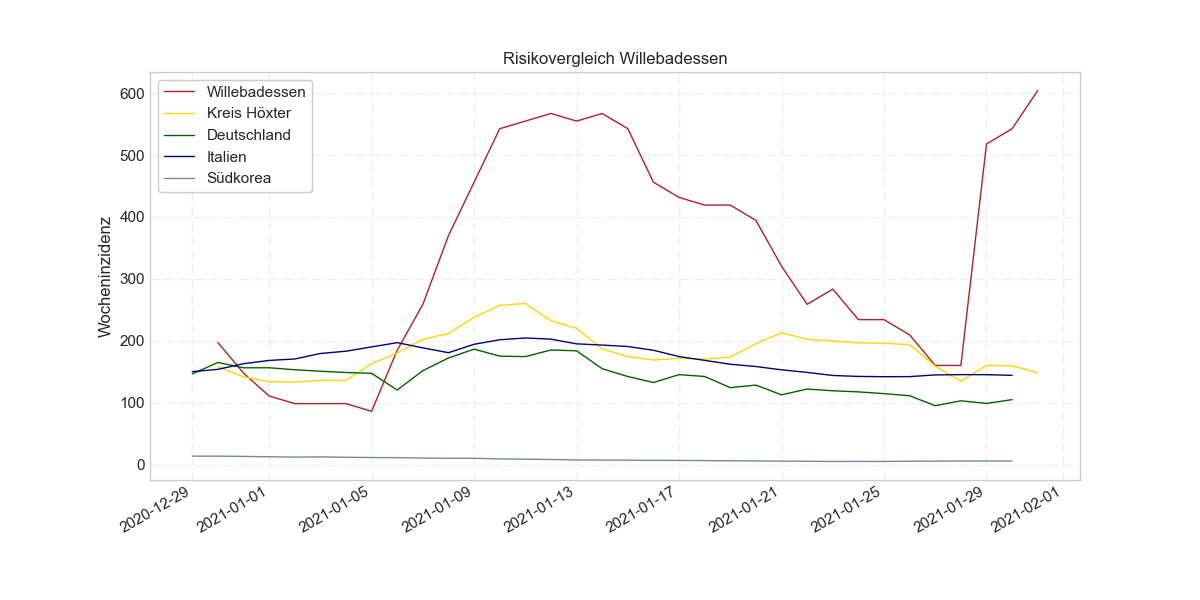 Risikovergleich Willebadessen
Willebadessen
Kreis Höxter
Deutschland
Italien
Südkorea
Wocheninzidenz
600
500
400
300
200
100
0
2020-12-29
2021-01-01
2021-01-05
2021-01-09
2021-01-13
2021-01-17
2021-01-21
2021-01-25
2021-01-29
2021-02-01